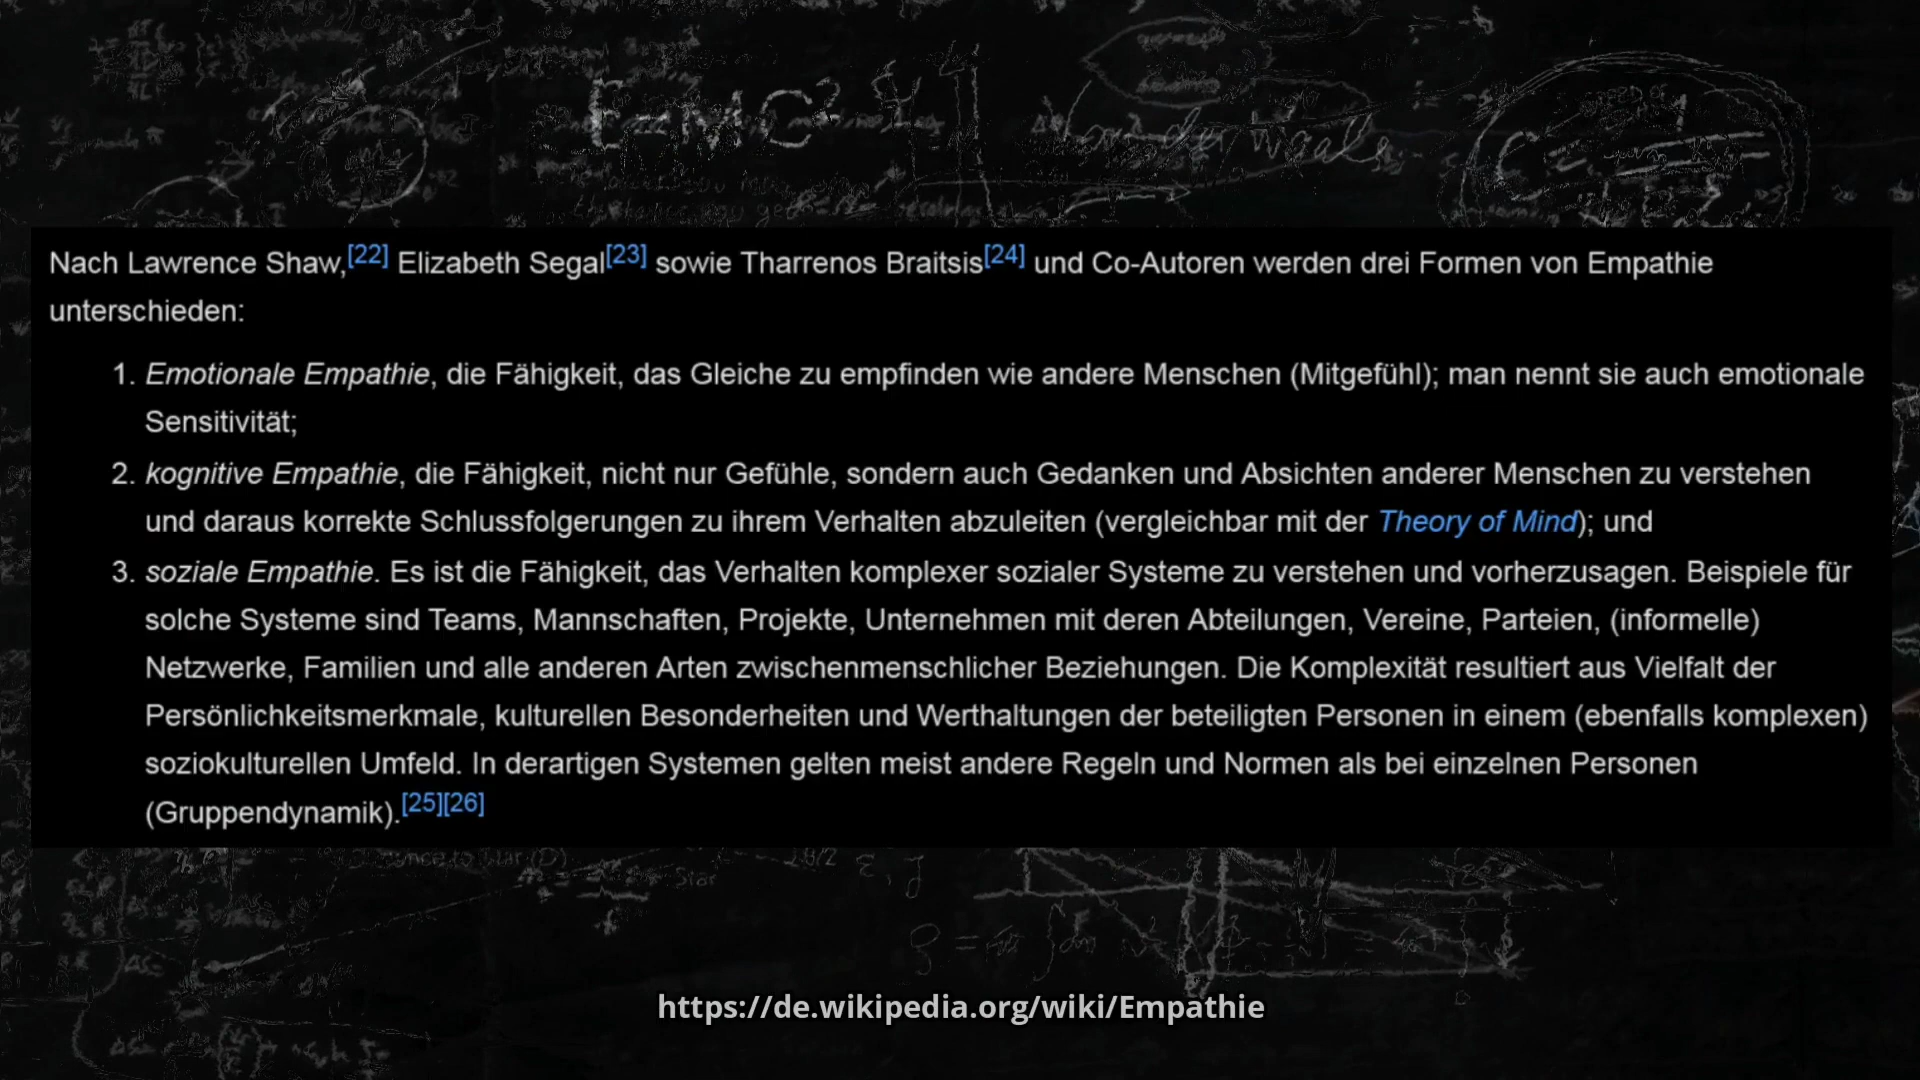 E=MC²
van der Waals
Nach Lawrence Shaw,[22] Elizabeth Segal[23] sowie Tharrenos Braitsis[24] und Co-Autoren werden drei Formen von Empathie
unterschieden:
1. Emotionale Empathie, die Fähigkeit, das Gleiche zu empfinden wie andere Menschen (Mitgefühl); man nennt sie auch emotionale
Sensitivität;
2. kognitive Empathie, die Fähigkeit, nicht nur Gefühle, sondern auch Gedanken und Absichten anderer Menschen zu verstehen
und daraus korrekte Schlussfolgerungen zu ihrem Verhalten abzuleiten (vergleichbar mit der Theory of Mind); und
3. soziale Empathie. Es ist die Fähigkeit, das Verhalten komplexer sozialer Systeme zu verstehen und vorherzusagen. Beispiele für
solche Systeme sind Teams, Mannschaften, Projekte, Unternehmen mit deren Abteilungen, Vereine, Parteien, (informelle)
Netzwerke, Familien und alle anderen Arten zwischenmenschlicher Beziehungen. Die Komplexität resultiert aus Vielfalt der
Persönlichkeitsmerkmale, kulturellen Besonderheiten und Werthaltungen der beteiligten Personen in einem (ebenfalls komplexen)
soziokulturellen Umfeld. In derartigen Systemen gelten meist andere Regeln und Normen als bei einzelnen Personen
(Gruppendynamik).[25][26]
https://de.wikipedia.org/wiki/Empathie